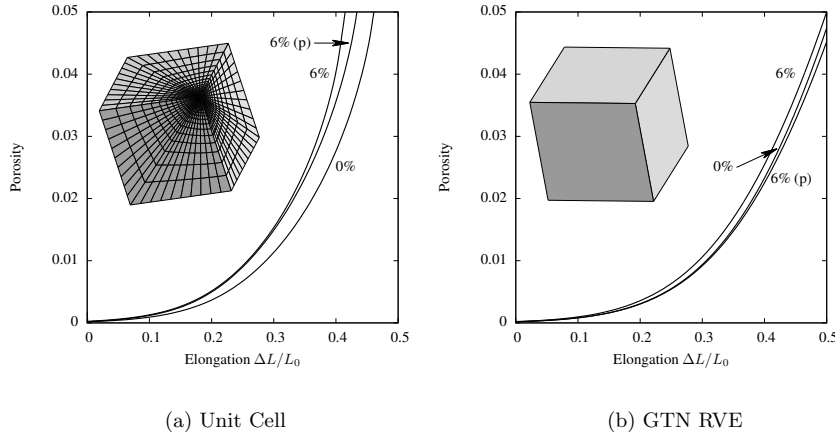 0.05
0.04
0.03
0.02
0.01
0
Porosity
6% (p)
6%
0%
0 0.1 0.2 0.3 0.4 0.5
Elongation ΔL/L₀
(a) Unit Cell
0.05
0.04
0.03
0.02
0.01
0
Porosity
6%
0%
6% (p)
0 0.1 0.2 0.3 0.4 0.5
Elongation ΔL/L₀
(b) GTN RVE